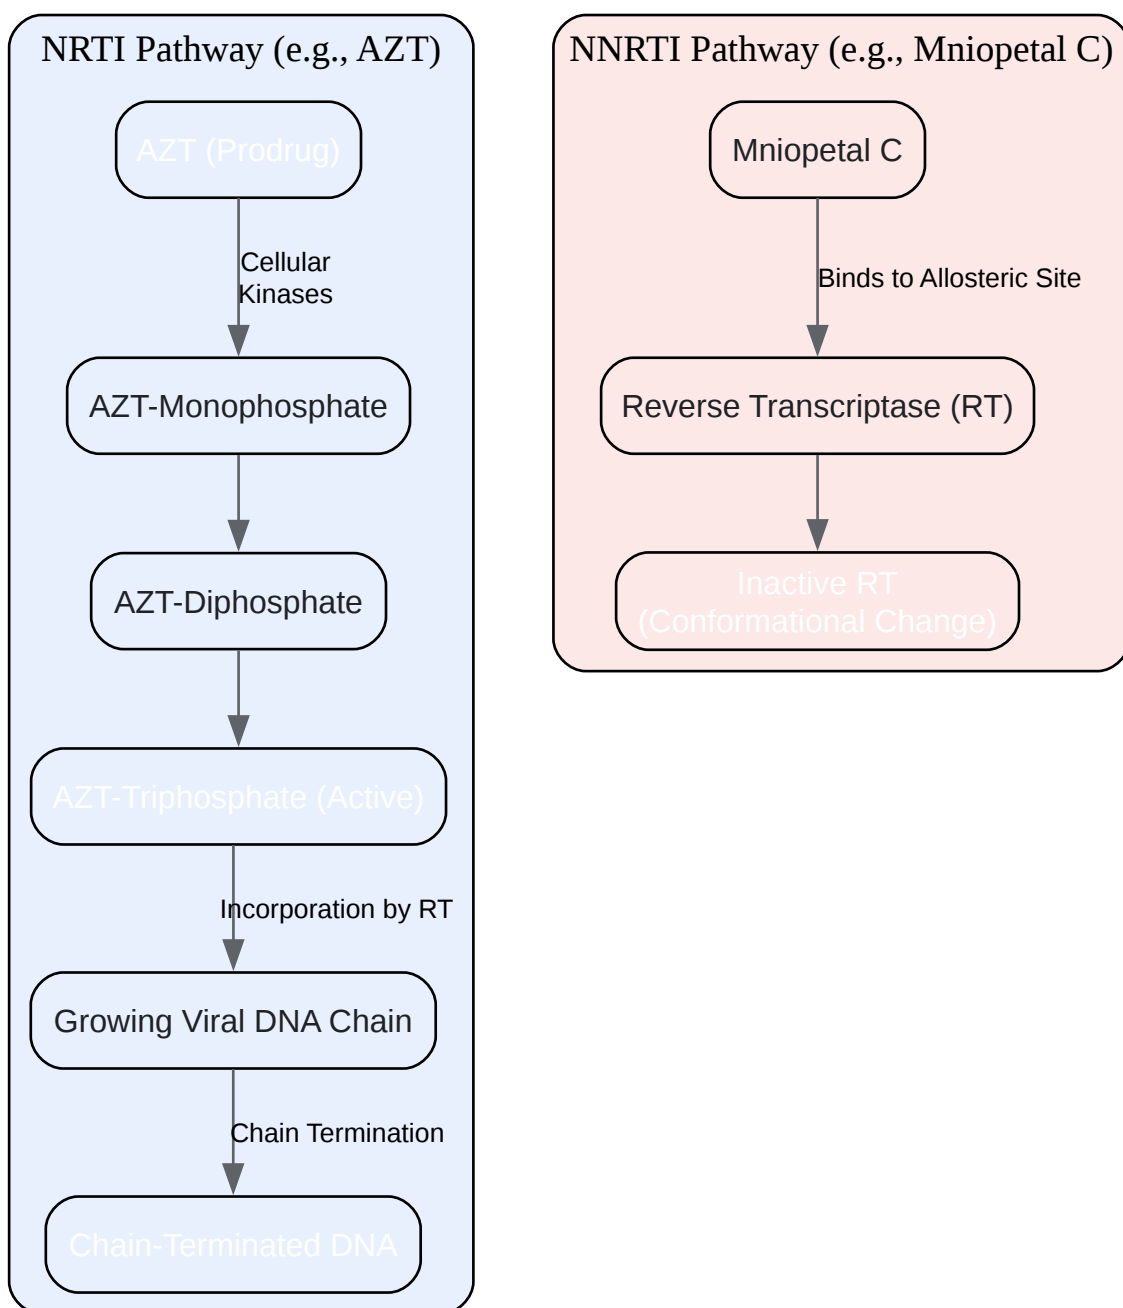 NRTI Pathway (e.g., AZT)
AZT (Prodrug)
Cellular
Kinases
AZT-Monophosphate
AZT-Diphosphate
AZT-Triphosphate (Active)
Incorporation by RT
Growing Viral DNA Chain
Chain Termination
Chain-Terminated DNA
NNRTI Pathway (e.g., Mniopetal C)
Mniopetal C
Binds to Allosteric Site
Reverse Transcriptase (RT)
Inactive RT
(Conformational Change)